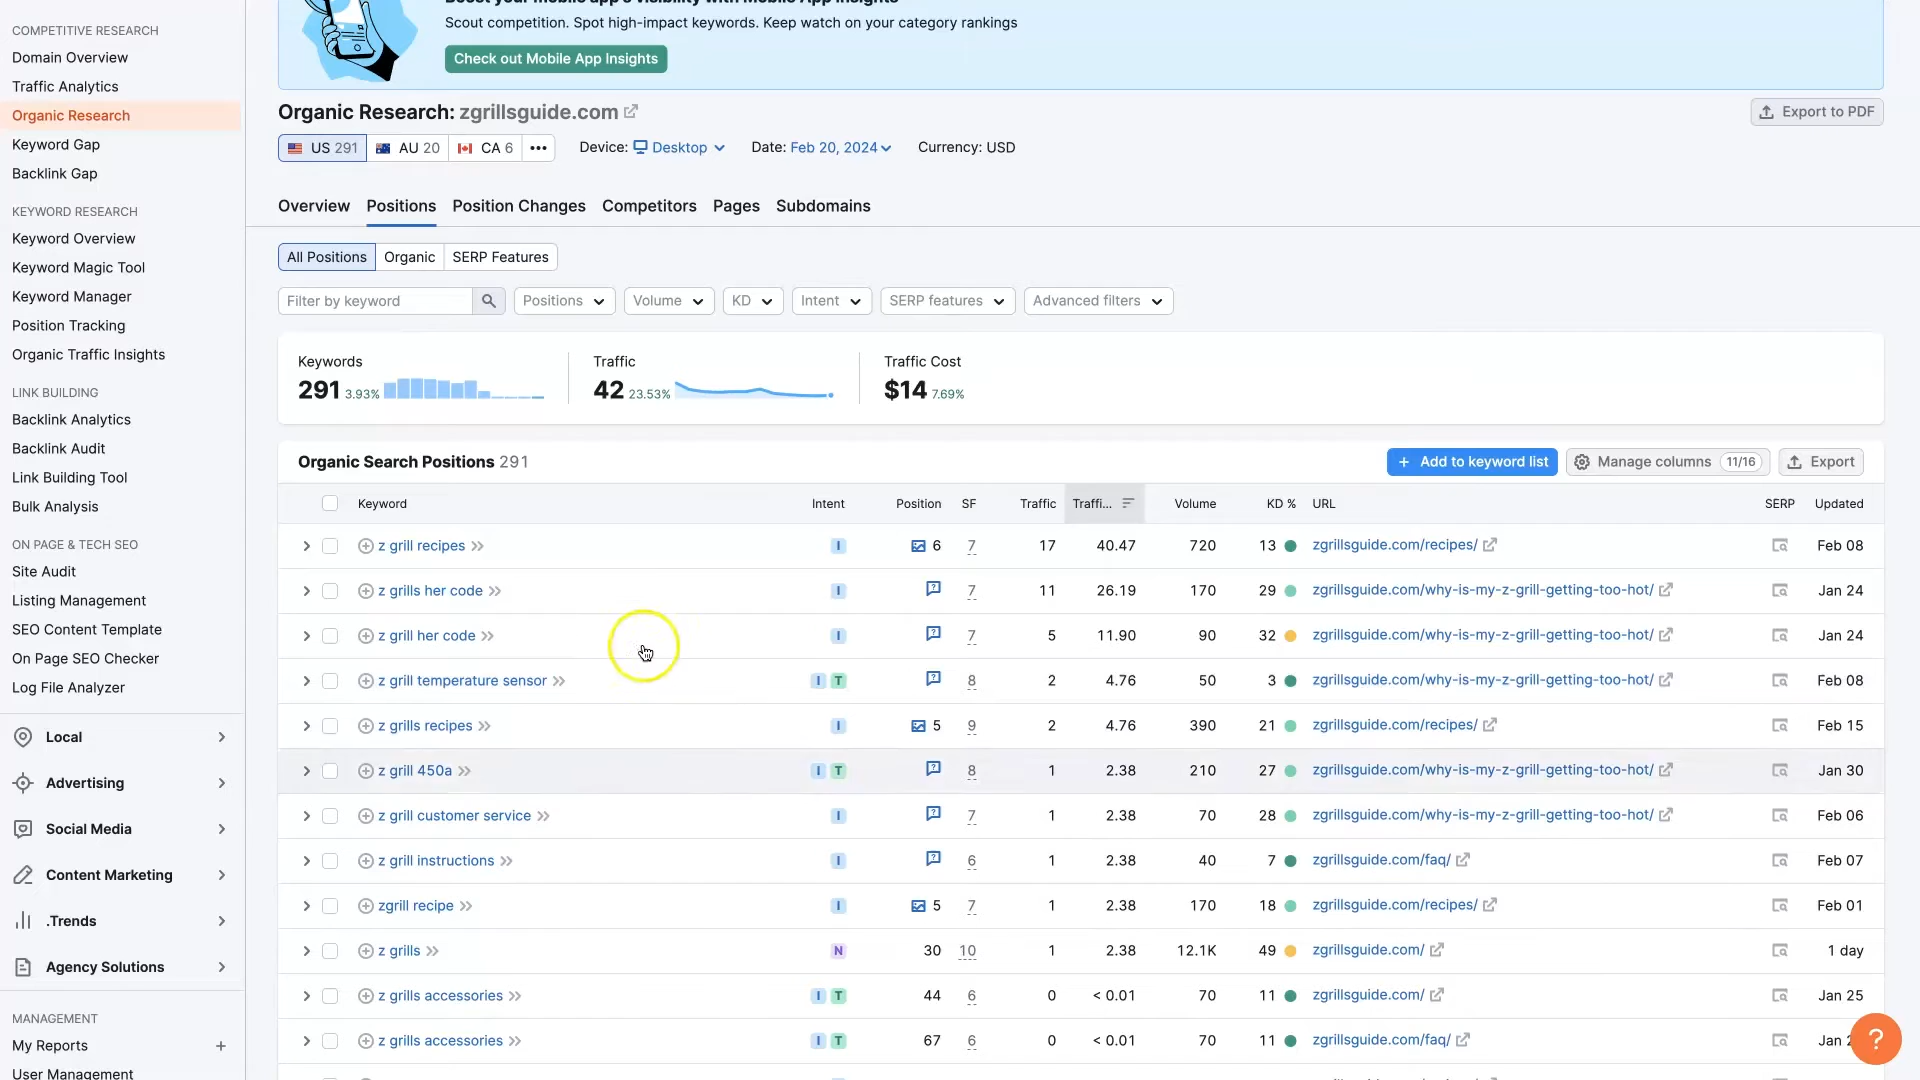 COMPETITIVE RESEARCH
Domain Overview
Traffic Analytics
Organic Research
Keyword Gap
Backlink Gap
KEYWORD RESEARCH
Keyword Overview
Keyword Magic Tool
Keyword Manager
Position Tracking
Organic Traffic Insights
LINK BUILDING
Backlink Analytics
Backlink Audit
Link Building Tool
Bulk Analysis
ON PAGE & TECH SEO
Site Audit
Listing Management
SEO Content Template
On Page SEO Checker
Log File Analyzer
Local
Advertising
Social Media
Content Marketing
.Trends
Agency Solutions
MANAGEMENT
My Reports +
User Management
Scout competition. Spot high-impact keywords. Keep watch on your category rankings
Check out Mobile App Insights
Organic Research: zgrillsguide.com
Export to PDF
US 291 AU 20 CA 6 ••• Device: Desktop Date: Feb 20, 2024 Currency: USD
Overview Positions Position Changes Competitors Pages Subdomains
All Positions Organic SERP Features
Filter by keyword Positions Volume KD Intent SERP features Advanced filters
Keywords Traffic Traffic Cost
291 3.93% 42 23.53% $14 7.69%
Organic Search Positions 291 + Add to keyword list Manage columns 11/16 Export
Keyword Intent Position SF Traffic Traffi... Volume KD % URL SERP Updated
z grill recipes I 6 7 17 40.47 720 13 zgrillsguide.com/recipes/ Feb 08
z grills her code I 7 11 26.19 170 29 zgrillsguide.com/why-is-my-z-grill-getting-too-hot/ Jan 24
z grill her code I 7 5 11.90 90 32 zgrillsguide.com/why-is-my-z-grill-getting-too-hot/ Jan 24
z grill temperature sensor I T 8 2 4.76 50 3 zgrillsguide.com/why-is-my-z-grill-getting-too-hot/ Feb 08
z grills recipes I 5 9 2 4.76 390 21 zgrillsguide.com/recipes/ Feb 15
z grill 450a I T 8 1 2.38 210 27 zgrillsguide.com/why-is-my-z-grill-getting-too-hot/ Jan 30
z grill customer service I 7 1 2.38 70 28 zgrillsguide.com/why-is-my-z-grill-getting-too-hot/ Feb 06
z grill instructions I 6 1 2.38 40 7 zgrillsguide.com/faq/ Feb 07
zgrill recipe I 5 7 1 2.38 170 18 zgrillsguide.com/recipes/ Feb 01
z grills N 30 10 1 2.38 12.1K 49 zgrillsguide.com/ 1 day
z grills accessories I T 44 6 0 < 0.01 70 11 zgrillsguide.com/ Jan 25
z grills accessories I T 67 6 0 < 0.01 70 11 zgrillsguide.com/faq/ Jan
?